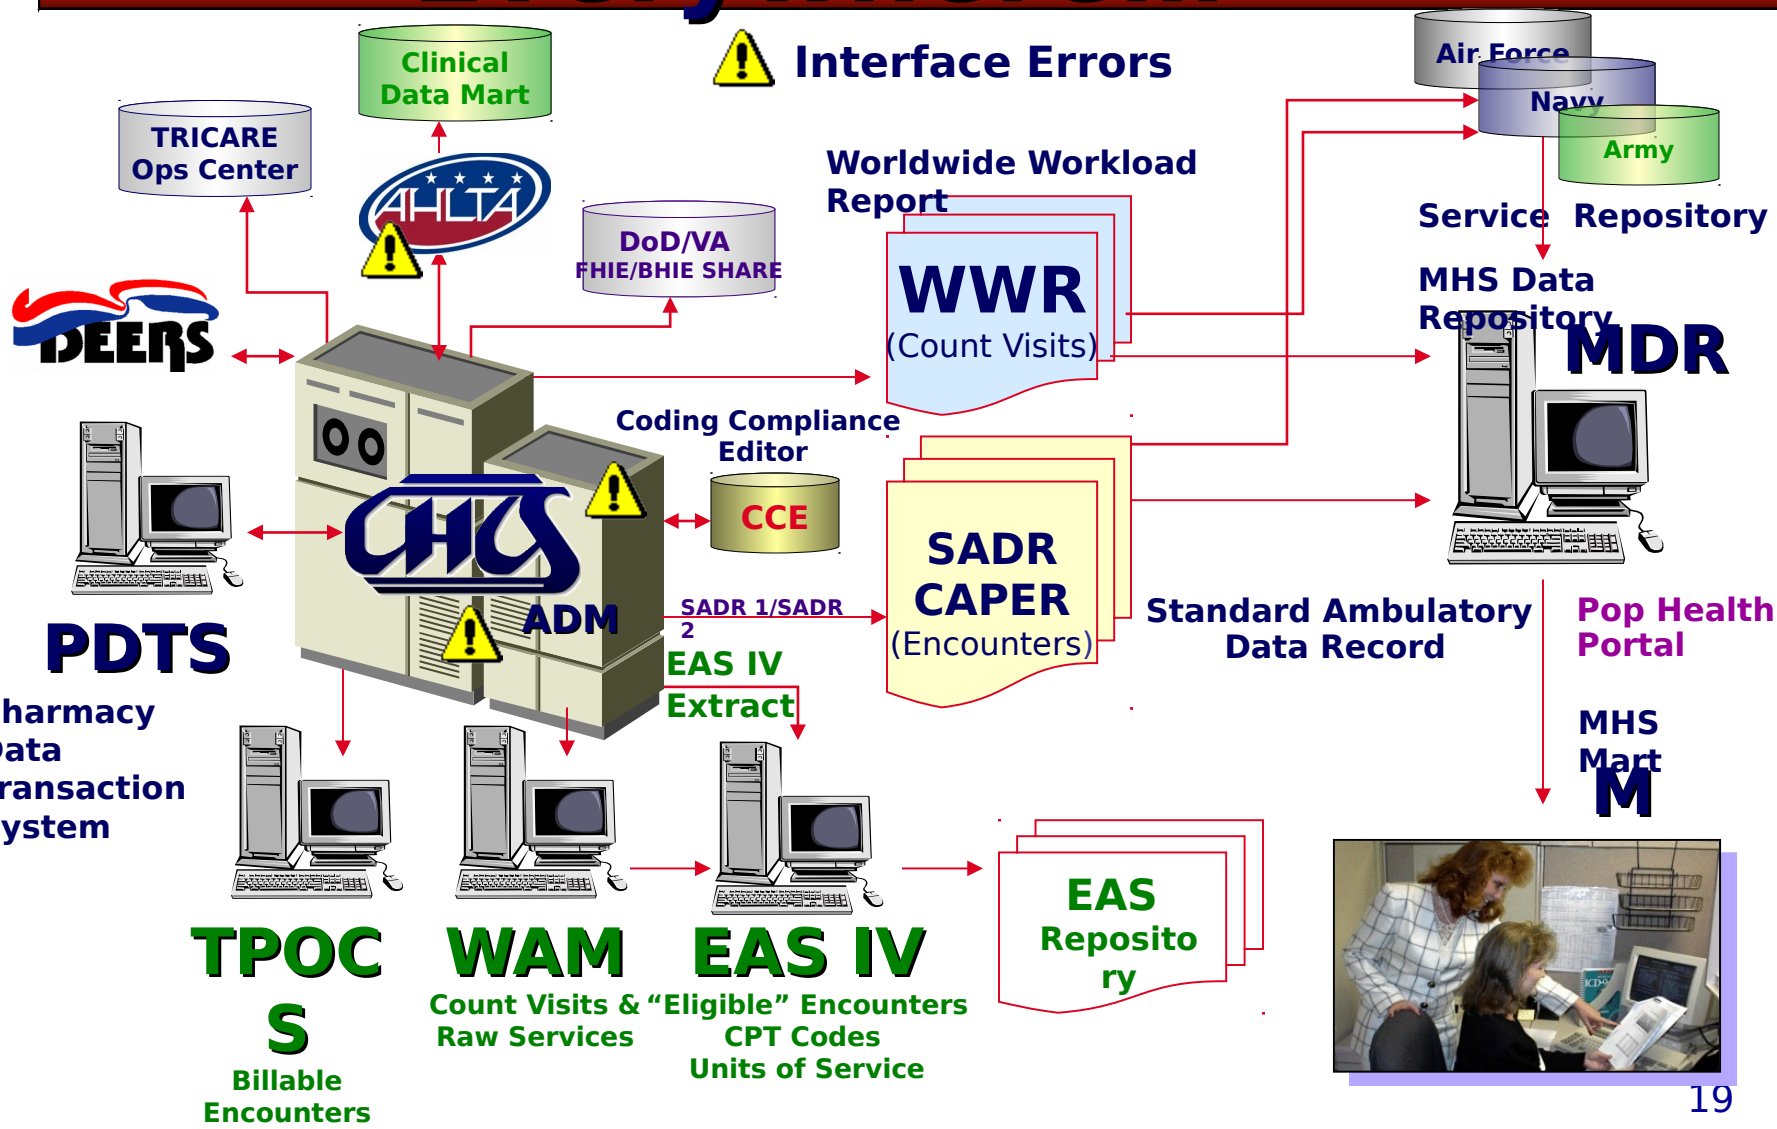 Clinical
Data Mart
Interface Errors
Air Force
Navy
Army
TRICARE
Ops Center
AHLTA
Worldwide Workload
Report
DoD/VA
FHIE/BHIE SHARE
Service Repository
MHS Data
Repository
MDR
DEERS
WWR
(Count Visits)
Coding Compliance
Editor
CCE
CHCS
ADM
SADR
CAPER
(Encounters)
SADR 1/SADR
2
EAS IV
Extract
Standard Ambulatory
Data Record
Pop Health
Portal
MHS
Mart
M
PDTS
harmacy
ata
ransaction
ystem
TPOC
S
Billable
Encounters
WAM
Count Visits &
Raw Services
EAS IV
“Eligible” Encounters
CPT Codes
Units of Service
EAS
Reposito
ry
19